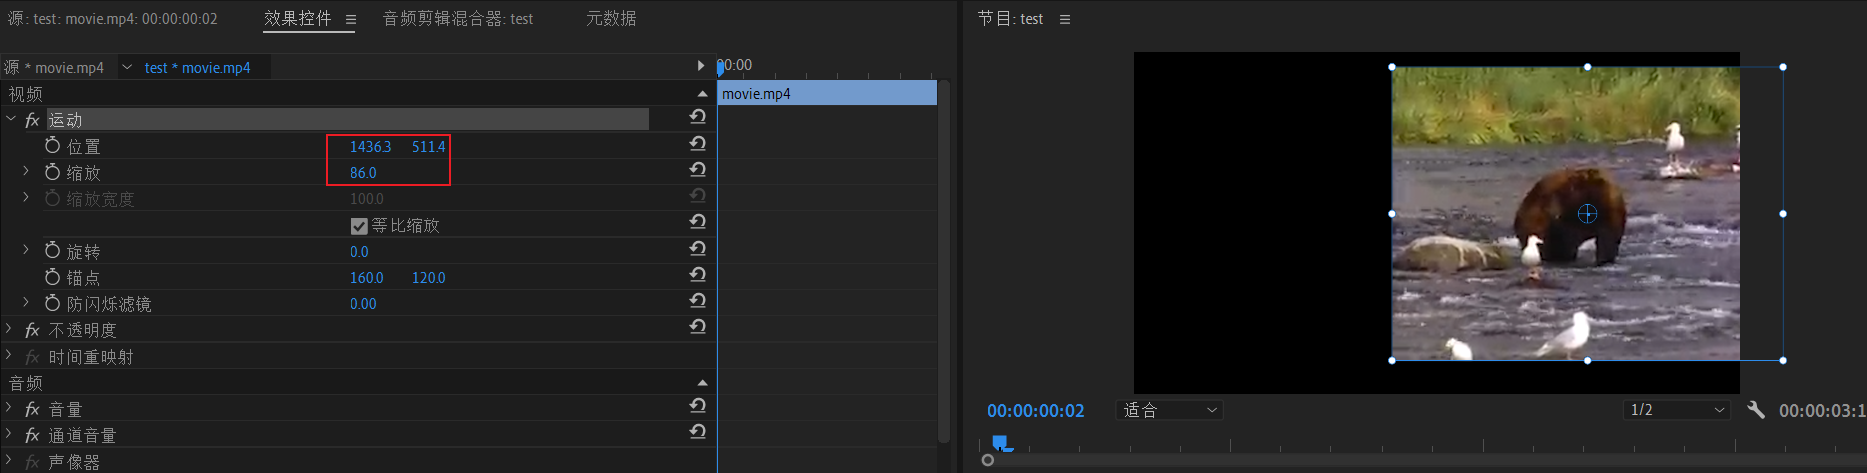 源: test: movie.mp4: 00:00:00:02
效果控件
音频剪辑混合器: test
元数据
源 * movie.mp4
test * movie.mp4
00:00
视频
movie.mp4
fx 运动
位置 1436.3 511.4
缩放 86.0
缩放宽度 100.0
等比缩放
旋转 0.0
锚点 160.0 120.0
防闪烁滤镜 0.00
fx 不透明度
fx 时间重映射
音频
fx 音量
fx 通道音量
fx 声像器
节目: test
00:00:00:02
适合
1/2
00:00:03:1